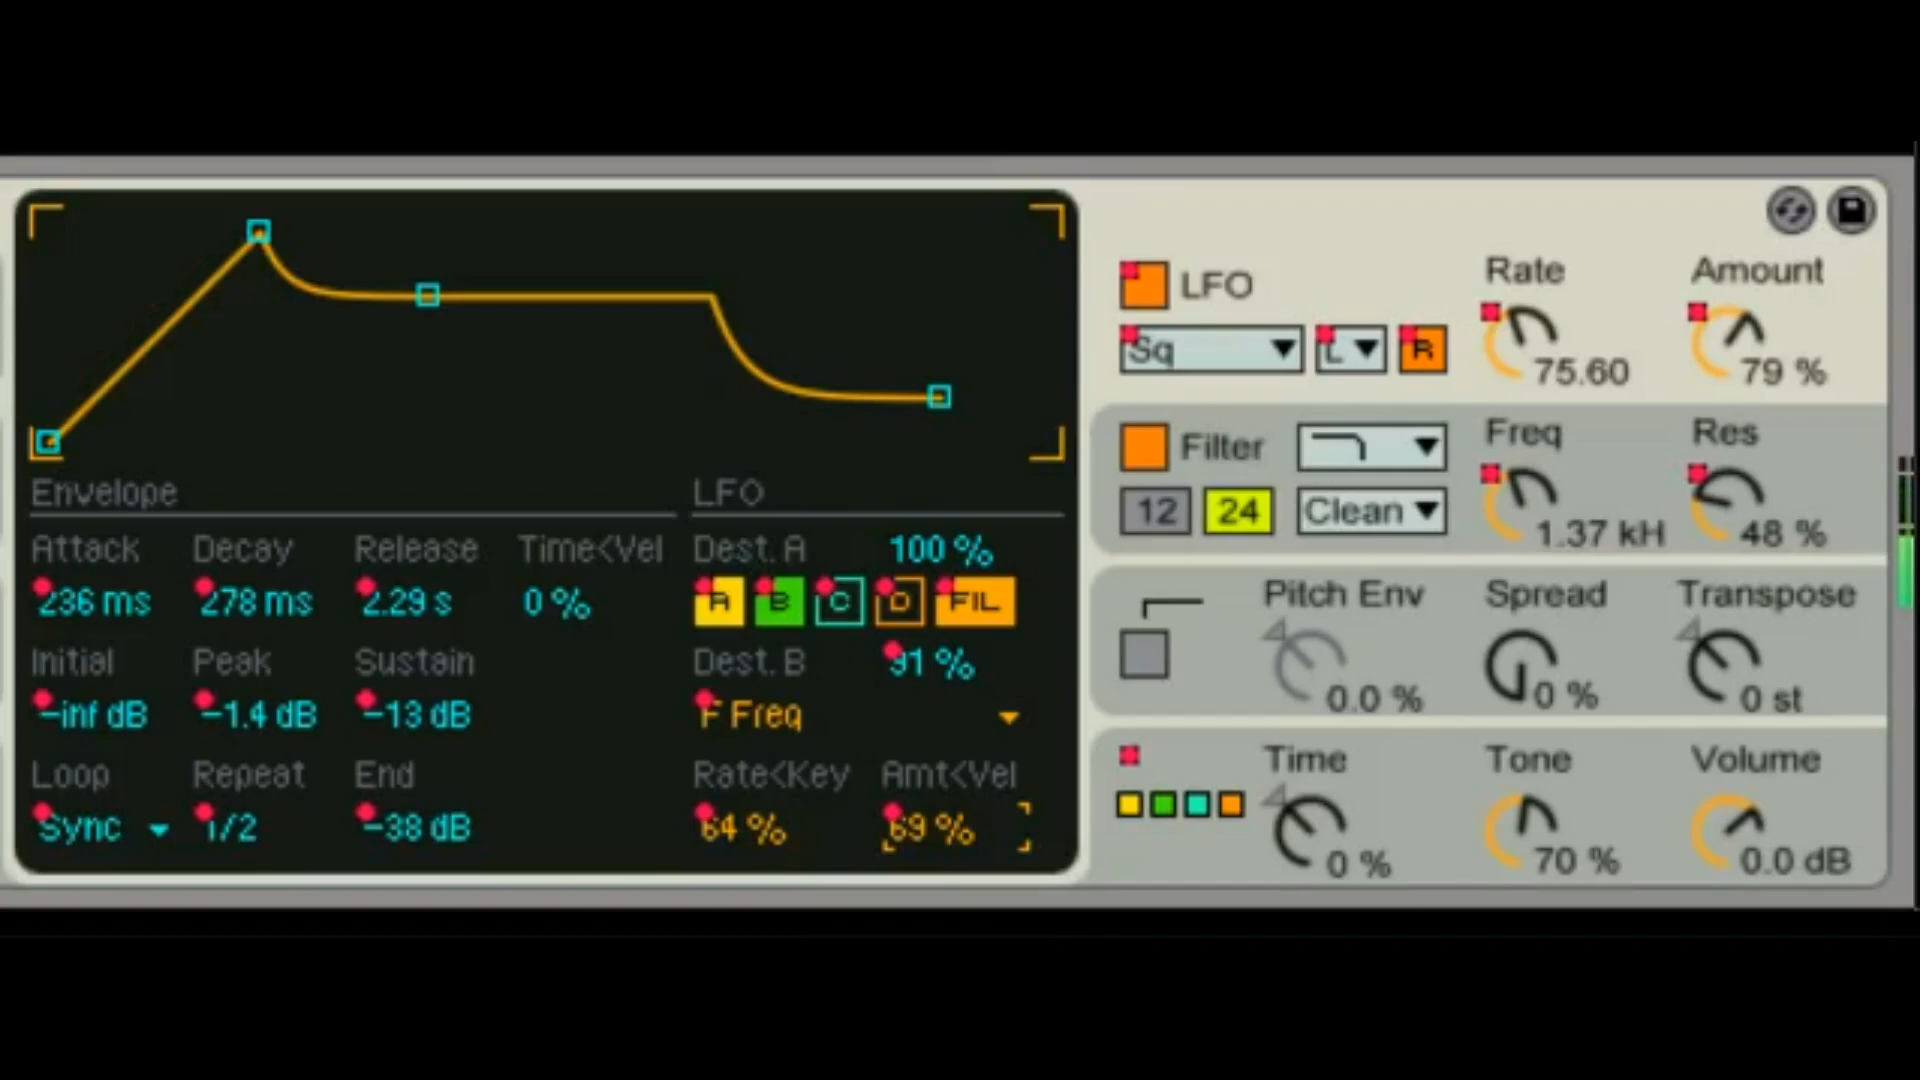 LFO Rate Amount
Sq L R 75.60 79 %
Filter Freq Res
12 24 Clean 1.37 kH 48 %
Pitch Env Spread Transpose
0.0 % 0 % 0 st
Time Tone Volume
0 % 70 % 0.0 dB
Envelope LFO
Attack Decay Release Time<Vel Dest. A 100 %
236 ms 278 ms 2.29 s 0 % A B C D FIL
Initial Peak Sustain Dest. B 91 %
-inf dB -1.4 dB -13 dB F Freq
Loop Repeat End Rate<Key Amt<Vel
Sync 1/2 -38 dB 64 % 69 %